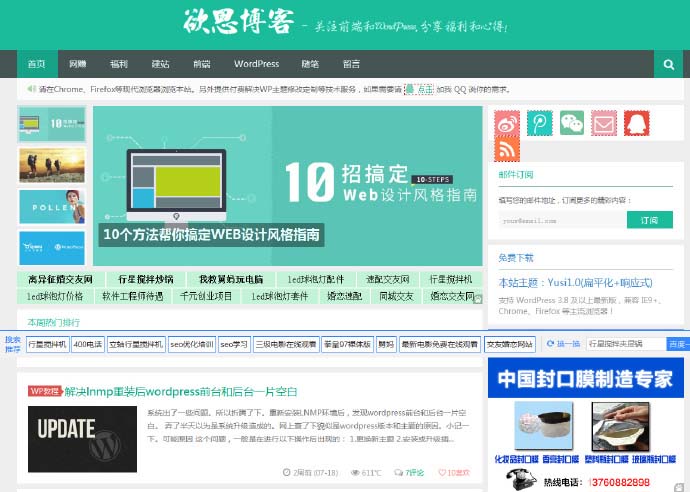 欲思博客 - 关注前端和WordPress,分享福利和心得!
首页 网赚 福利 建站 前端 WordPress 随笔 留言
请在Chrome、Firefox等现代浏览器浏览本站。另外提供付费解决WP主题修改定制等技术服务，如果需要请 点击 加我 QQ 说你的需求。
10招搞定
10-STEPS
Web设计风格指南
10个方法帮你搞定WEB设计风格指南
POLLEN
邮件订阅
填写您的邮件地址，订阅更多的精彩内容：
your@email.com 订阅
免费下载
本站主题：Yusi1.0(扁平化+响应式)
支持 WordPress 3.8 及以上最新版，兼容 IE9+、
Chrome、Firefox 等主流浏览器！
离异征婚交友网 行星搅拌炒锅 我教舅妈玩电脑 led球泡灯配件 速配交友网 行星搅拌机
led球泡灯价格 软件工程师待遇 千元创业项目 led球泡灯套件 婚恋速配 同城交友 婚恋交友网
本周热门排行
搜索
推荐
行星搅拌机 400电话 立轴行星搅拌机 seo优化培训 seo学习 三级电影在线观看 拳皇97裸体版 舅妈 最新电影免费在线观看 交友婚恋网站 换一换 行星搅拌夹层锅 百度一
WP教程 解决lnmp重装后wordpress前台和后台一片空白
UPDATE
系统出了一些问题。所以折腾了下。重新安装LNMP环境后，发现wordpress前台和后台一片空
白。 弄了半天以为是系统升级造成的。网上查了下貌似是wordpress版本和主题的原因。小记一
下。可能原因 这个问题，一般是在进行以下操作后出现的： 1.更换新主题 2.安装或升级插...
2周前 (07-18) 611℃ 7评论 10喜欢
中国封口膜制造专家
化妆品封口膜 香膏封口膜 塑料瓶封口膜 玻璃瓶封口膜
热线电话：13760882898